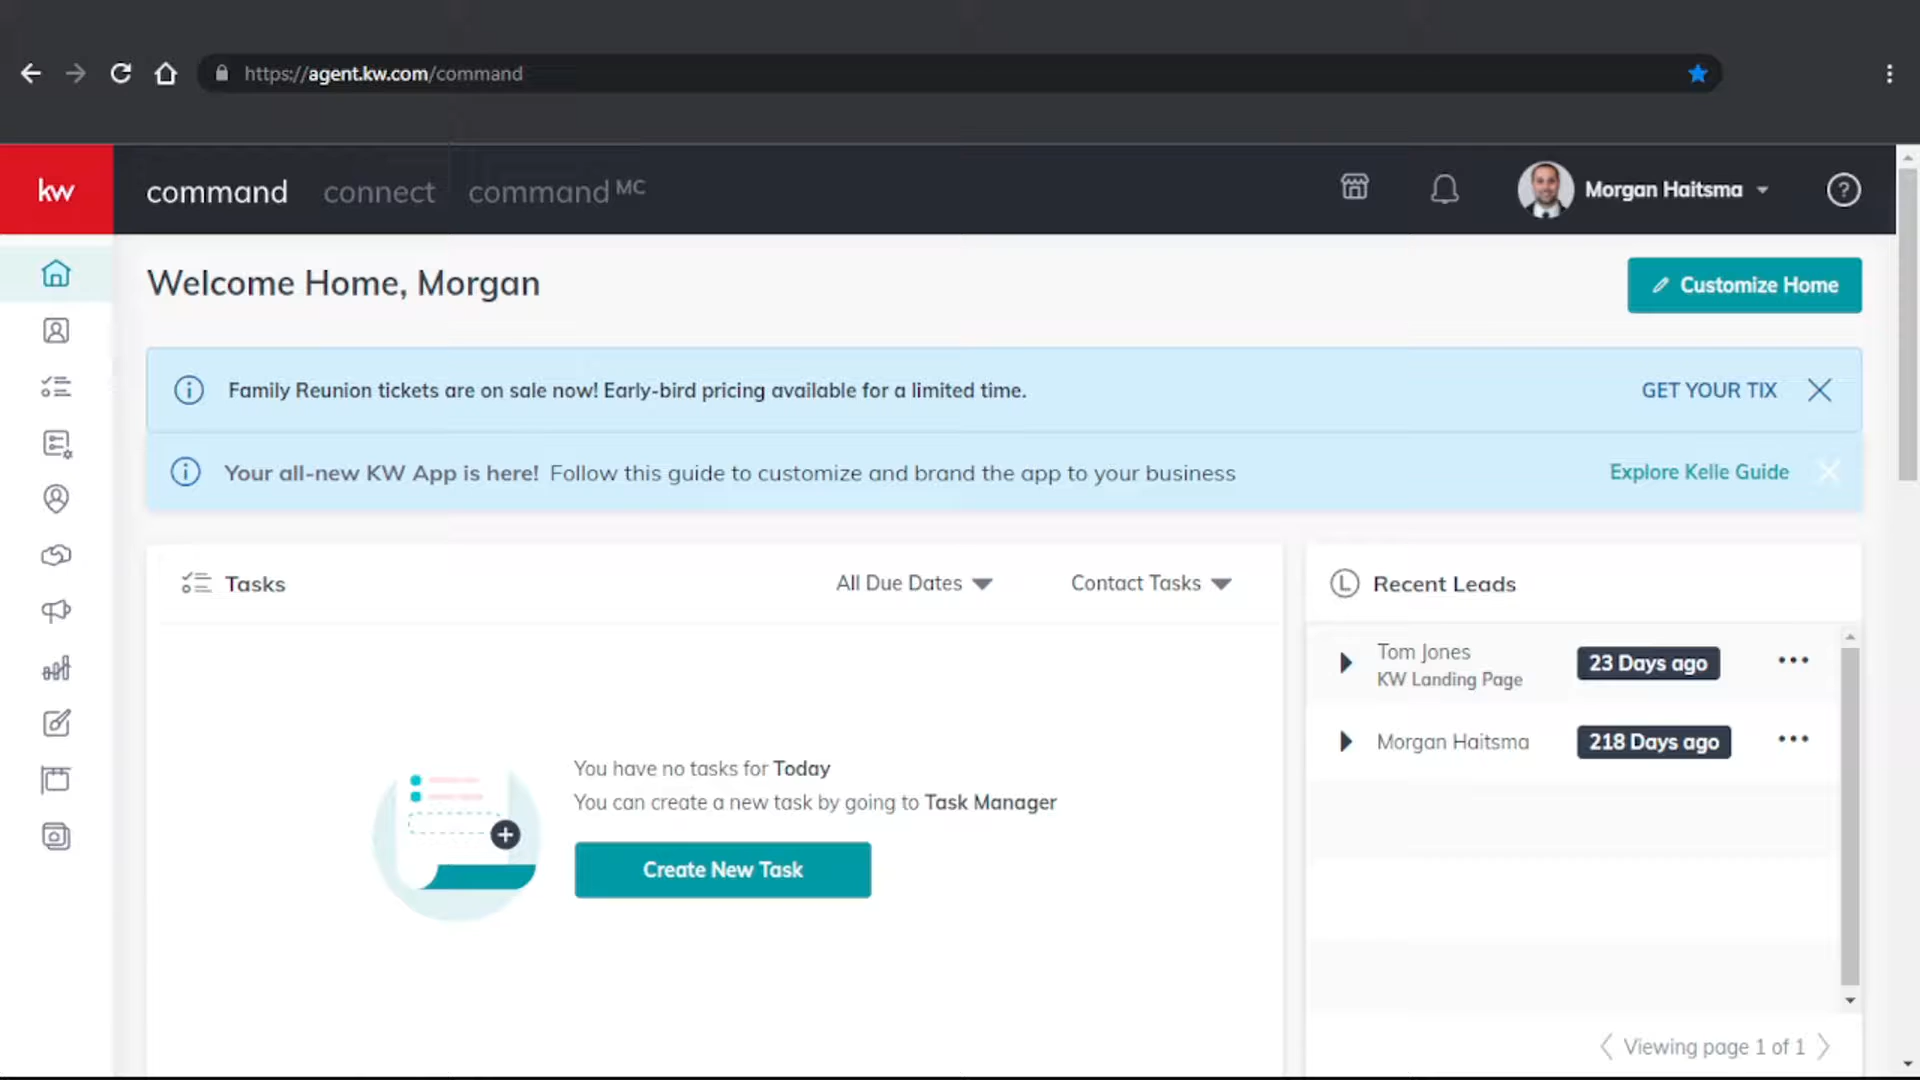 https://agent.kw.com/command
kw
command
connect
command MC
Morgan Haitsma
Welcome Home, Morgan
Customize Home
Family Reunion tickets are on sale now! Early-bird pricing available for a limited time.
GET YOUR TIX
Your all-new KW App is here! Follow this guide to customize and brand the app to your business
Explore Kelle Guide
Tasks
All Due Dates
Contact Tasks
You have no tasks for Today
You can create a new task by going to Task Manager
Create New Task
L
Recent Leads
Tom Jones
KW Landing Page
23 Days ago
Morgan Haitsma
218 Days ago
Viewing page 1 of 1